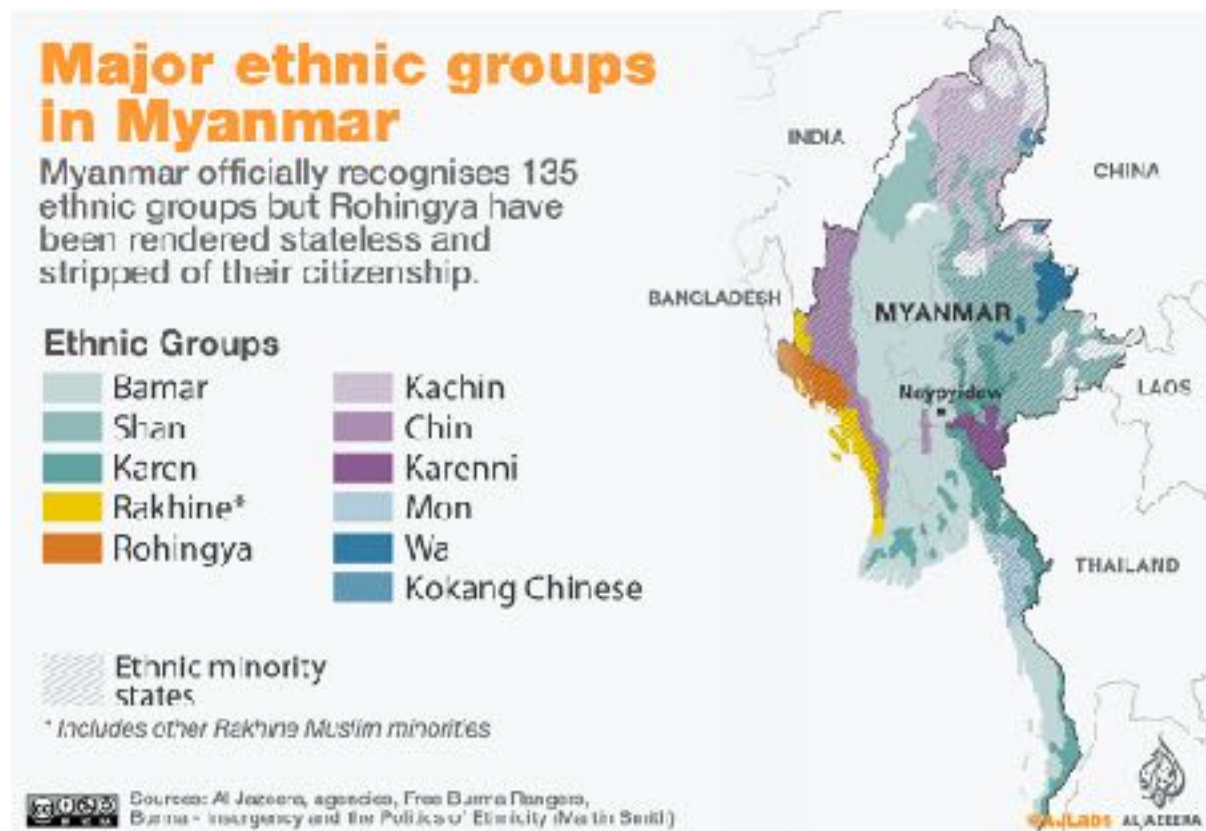 Major ethnic groups
in Myanmar
Myanmar officially recognises 135
ethnic groups but Rohingya have
been rendered stateless and
stripped of their citizenship.
Ethnic Groups
Bamar
Shan
Karen
Rakhine*
Rohingya
Kachin
Chin
Karenni
Mon
Wa
Kokang Chinese
Ethnic minority
states
* Includes other Rakhine Muslim minorities
Sources: Al Jazeera, agencies, Free Burma Rangers,
Burma - Insurgency and the Politics of Ethnicity (Martin Smith)
INDIA
CHINA
BANGLADESH
MYANMAR
Naypyidaw
LAOS
THAILAND
@AJLabs
AL JAZEERA